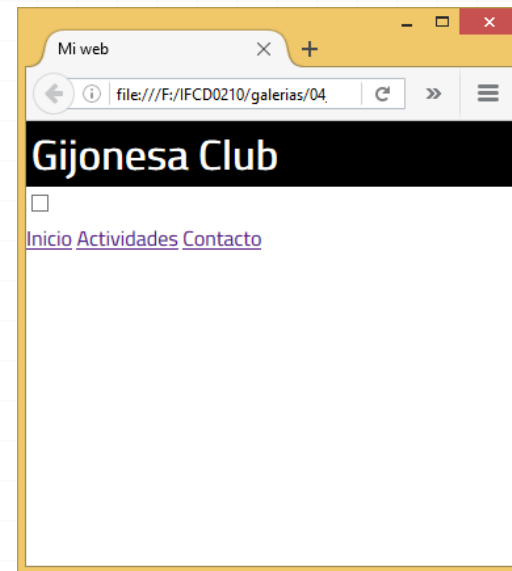 Mi web
file:///F:/IFCD0210/galerias/04
Gijonesa Club
Inicio Actividades Contacto